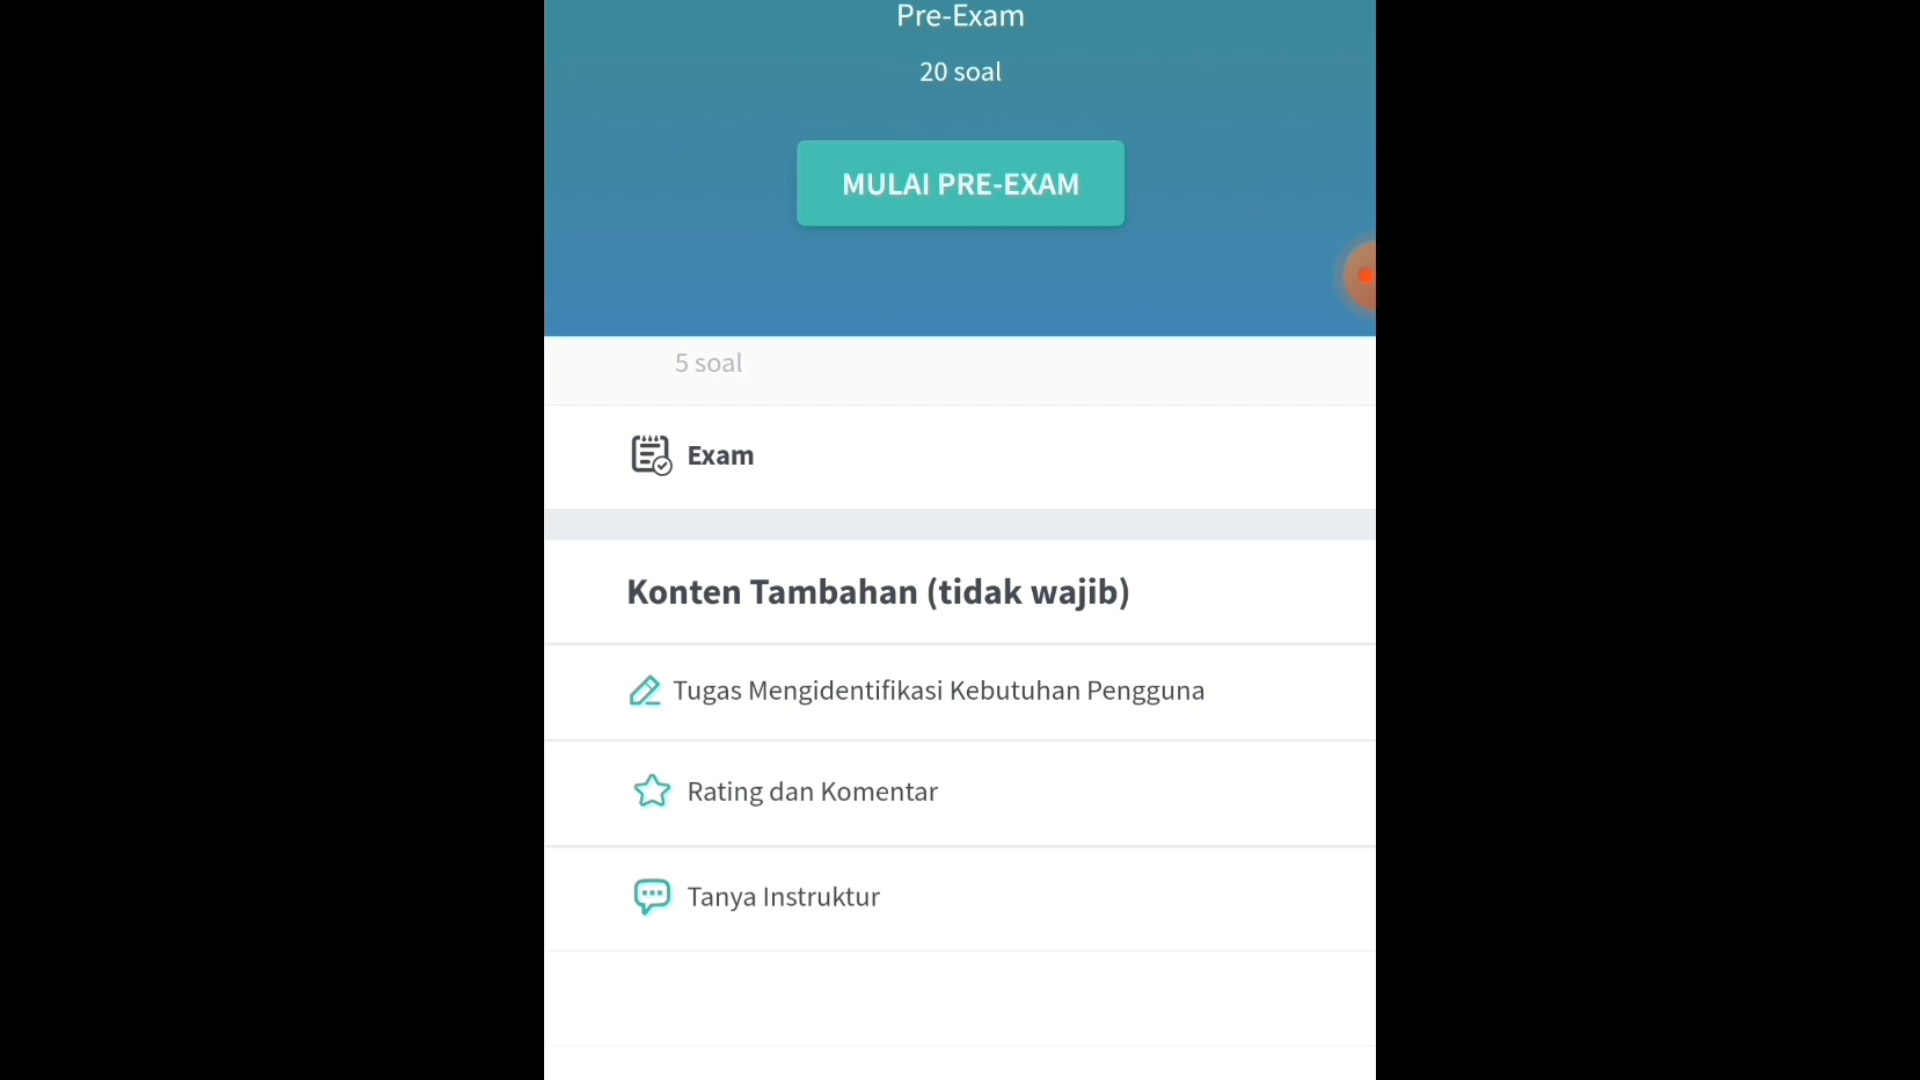 Pre-Exam
20 soal
MULAI PRE-EXAM
5 soal
Exam
Konten Tambahan (tidak wajib)
Tugas Mengidentifikasi Kebutuhan Pengguna
Rating dan Komentar
Tanya Instruktur